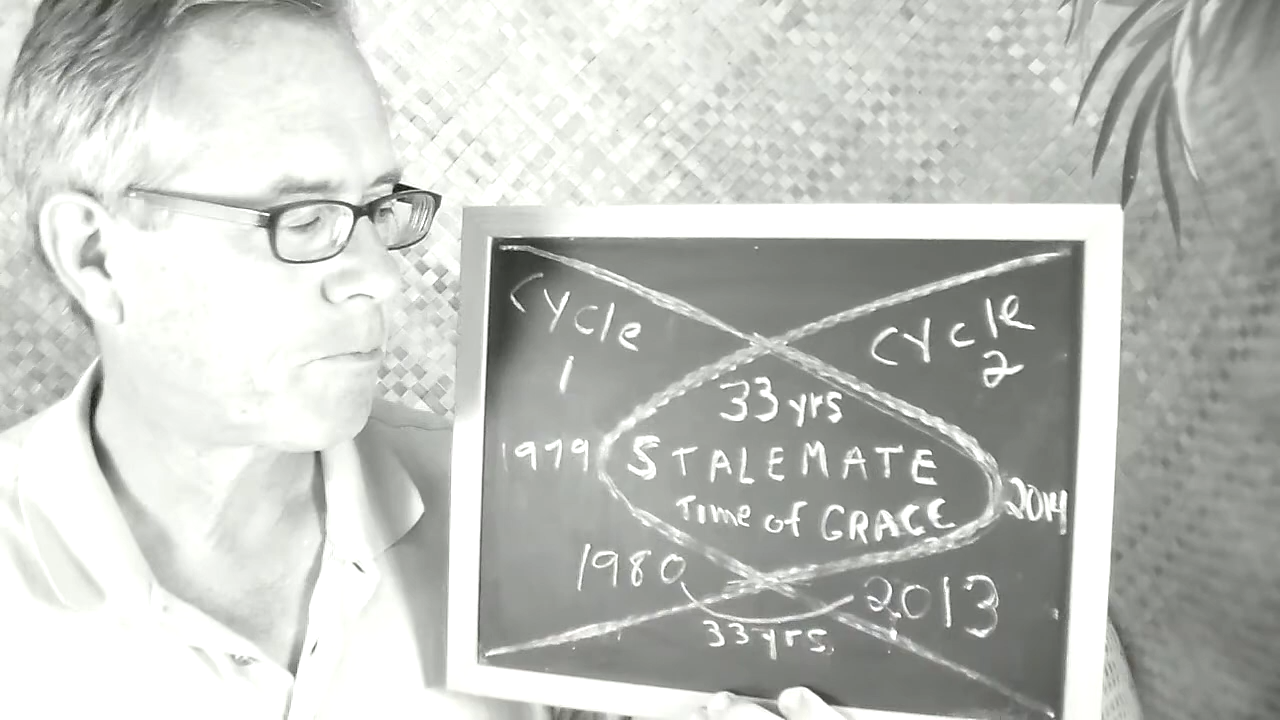 Cycle
1
Cycle
2
33 yrs
1979
STALEMATE
2014
Time of GRACE
1980
2013
33 yrs